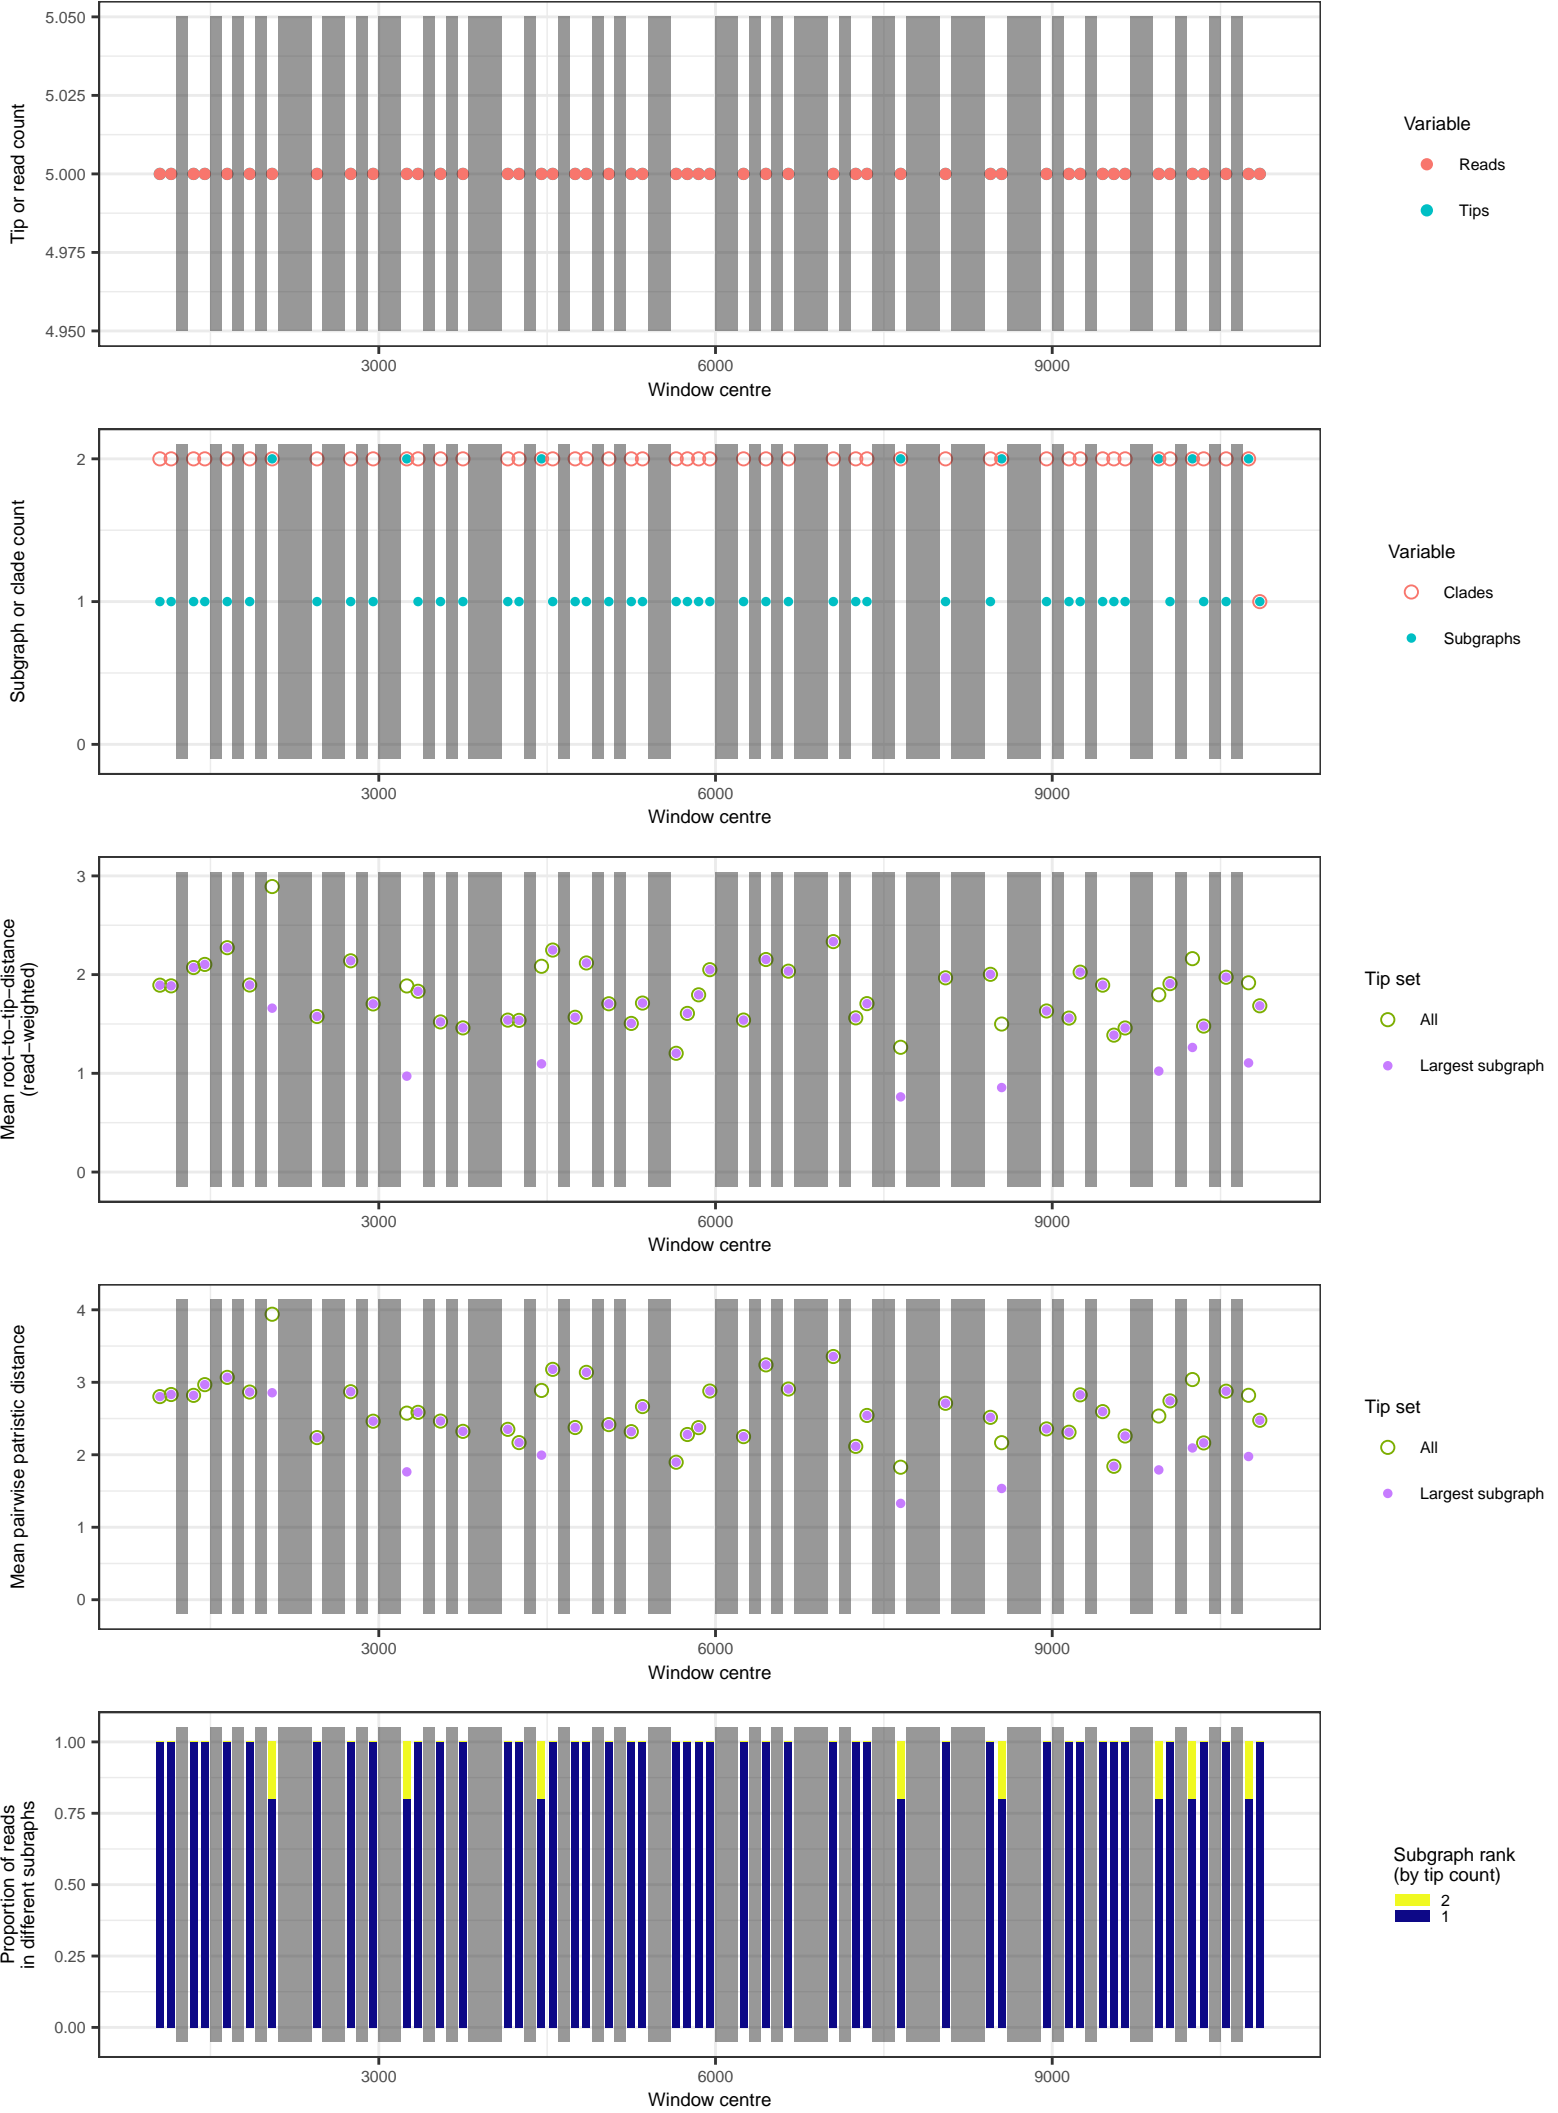 5.050
5.025
5.000
4.975
4.950
Tip or read count
3000 6000 9000
Window centre
Variable
Reads
Tips
2
1
0
Subgraph or clade count
3000 6000 9000
Window centre
Variable
Clades
Subgraphs
3
2
1
0
Mean root−to−tip−distance
(read−weighted)
3000 6000 9000
Window centre
Tip set
All
Largest subgraph
4
3
2
1
0
Mean pairwise patristic distance
3000 6000 9000
Window centre
Tip set
All
Largest subgraph
1.00
0.75
0.50
0.25
0.00
Proportion of reads
in different subraphs
3000 6000 9000
Window centre
Subgraph rank
(by tip count)
2
1